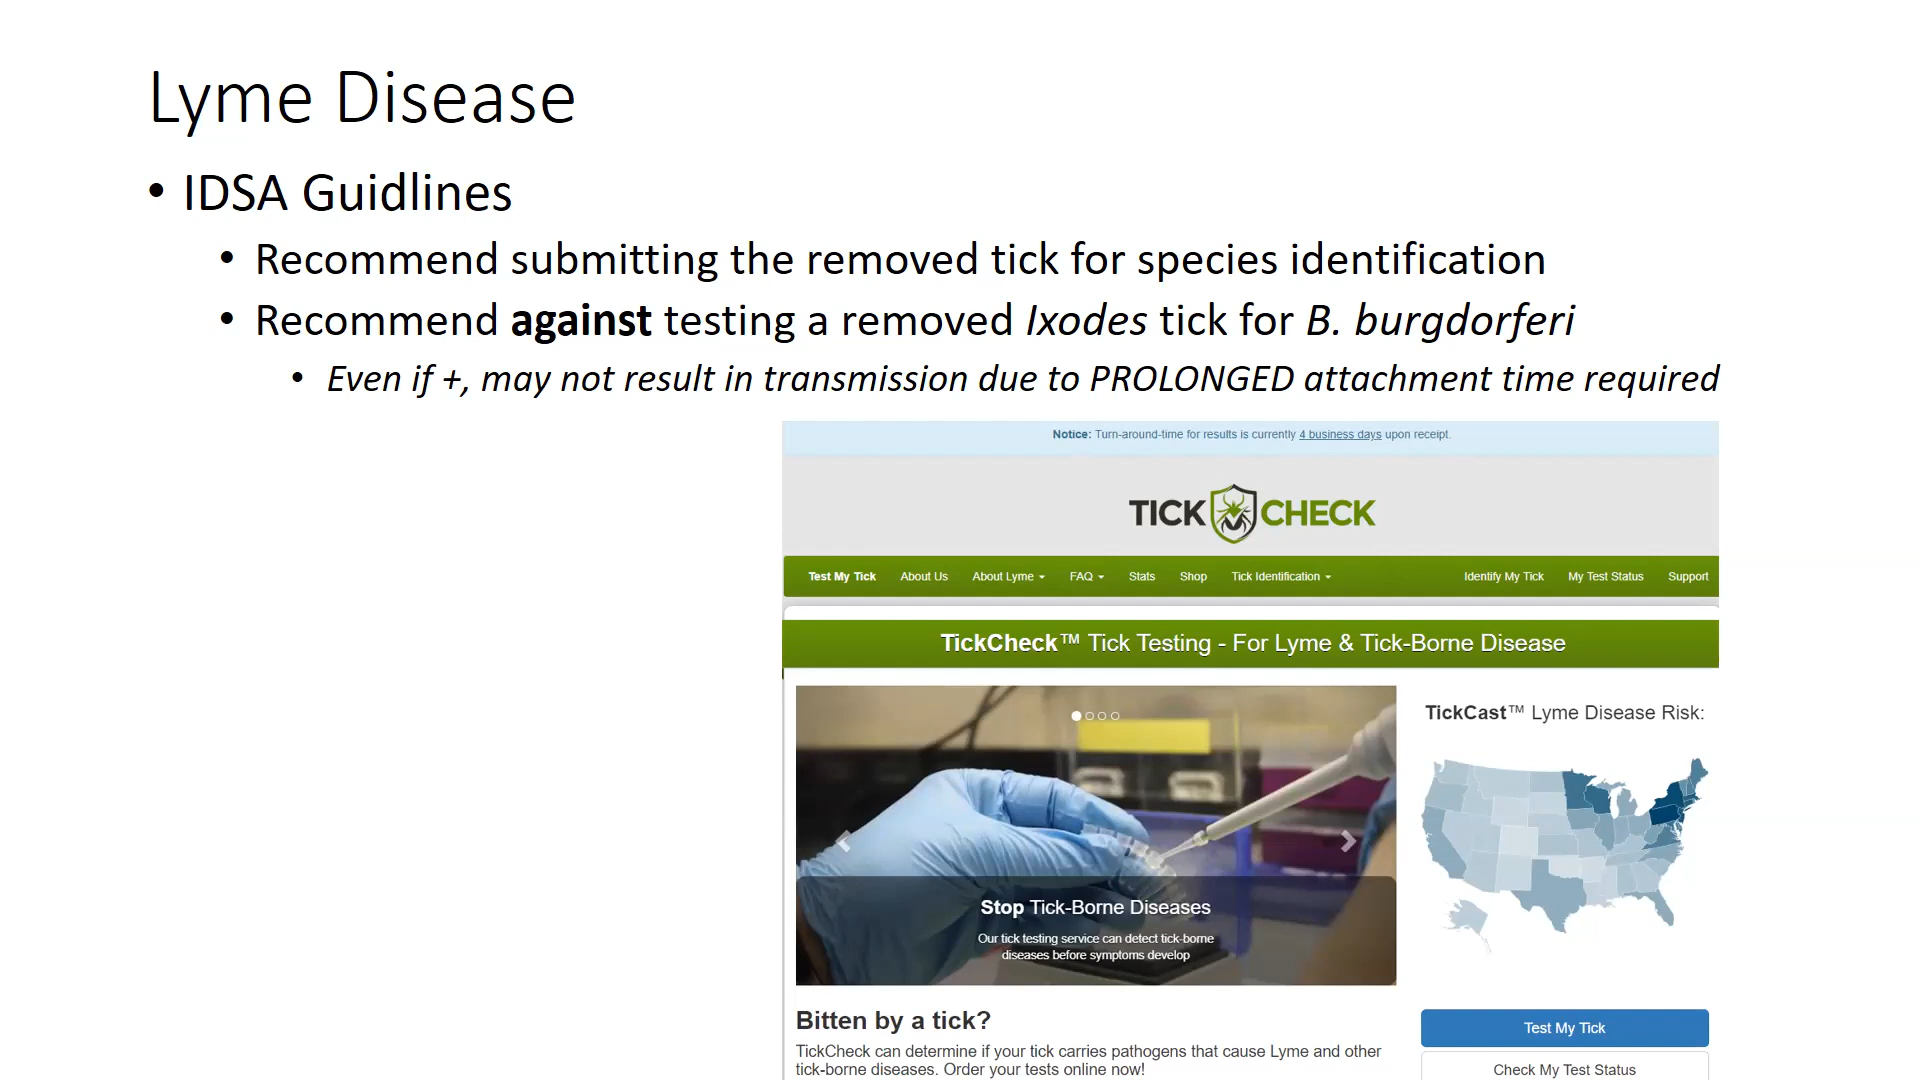 Lyme Disease
• IDSA Guidlines
• Recommend submitting the removed tick for species identification
• Recommend against testing a removed Ixodes tick for B. burgdorferi
• Even if +, may not result in transmission due to PROLONGED attachment time required
Notice: Turn-around-time for results is currently 4 business days upon receipt.
TICK CHECK
Test My Tick About Us About Lyme FAQ Stats Shop Tick Identification Identify My Tick My Test Status Support
TickCheck™ Tick Testing - For Lyme & Tick-Borne Disease
TickCast™ Lyme Disease Risk:
Stop Tick-Borne Diseases
Our tick testing service can detect tick-borne
diseases before symptoms develop
Bitten by a tick?
TickCheck can determine if your tick carries pathogens that cause Lyme and other
tick-borne diseases. Order your tests online now!
Test My Tick
Check My Test Status